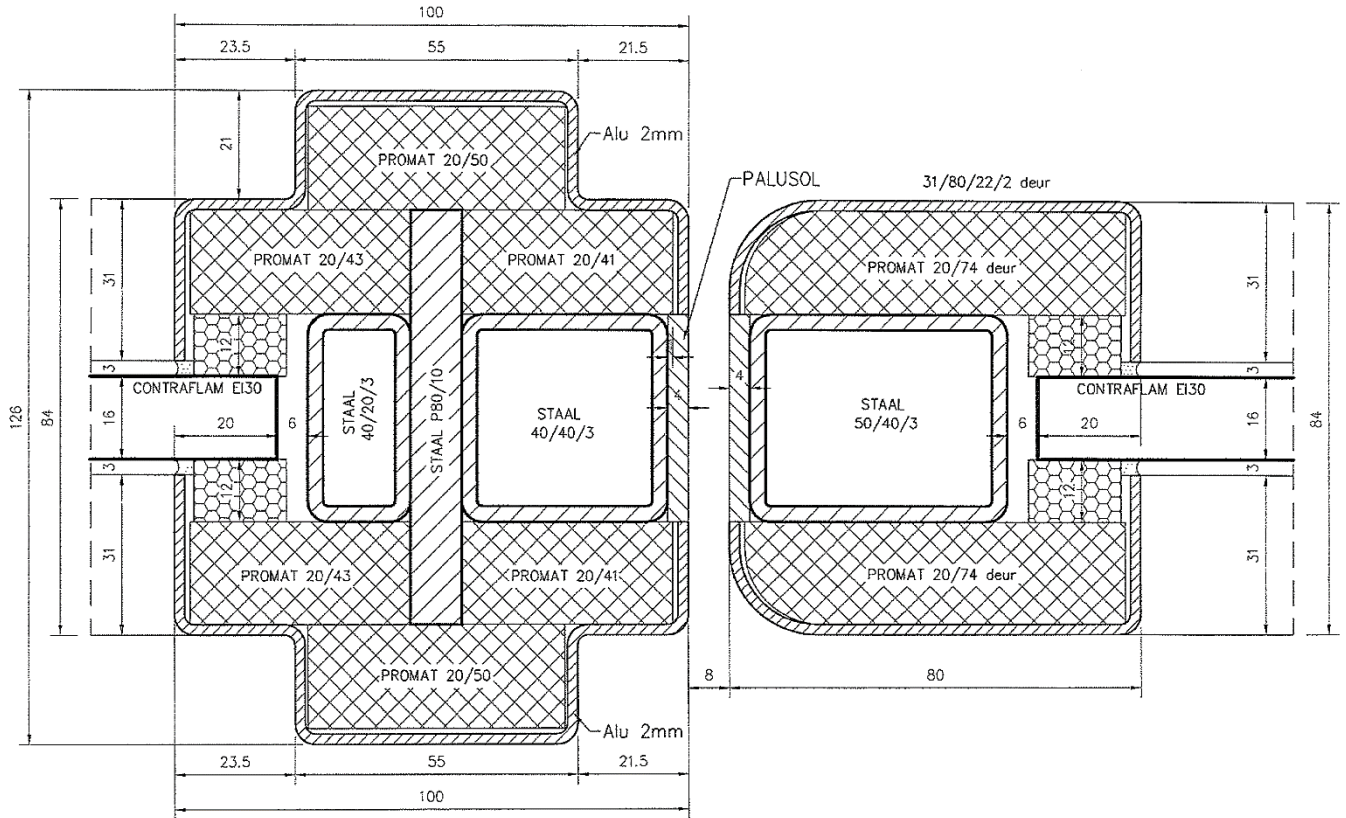 100
23.5
55
21.5
Alu 2mm
PROMAT 20/50
21
PALUSOL
31/80/22/2 deur
PROMAT 20/43
PROMAT 20/41
PROMAT 20/74 deur
31
31
12
12
3
3
CONTRAFLAM EI30
CONTRAFLAM EI30
126
84
16
20
6
STAAL
40/20/3
STAAL P80/10
STAAL
40/40/3
4
4
STAAL
50/40/3
6
20
16
84
3
3
12
12
31
31
PROMAT 20/43
PROMAT 20/41
PROMAT 20/74 deur
PROMAT 20/50
8
80
Alu 2mm
23.5
55
21.5
100